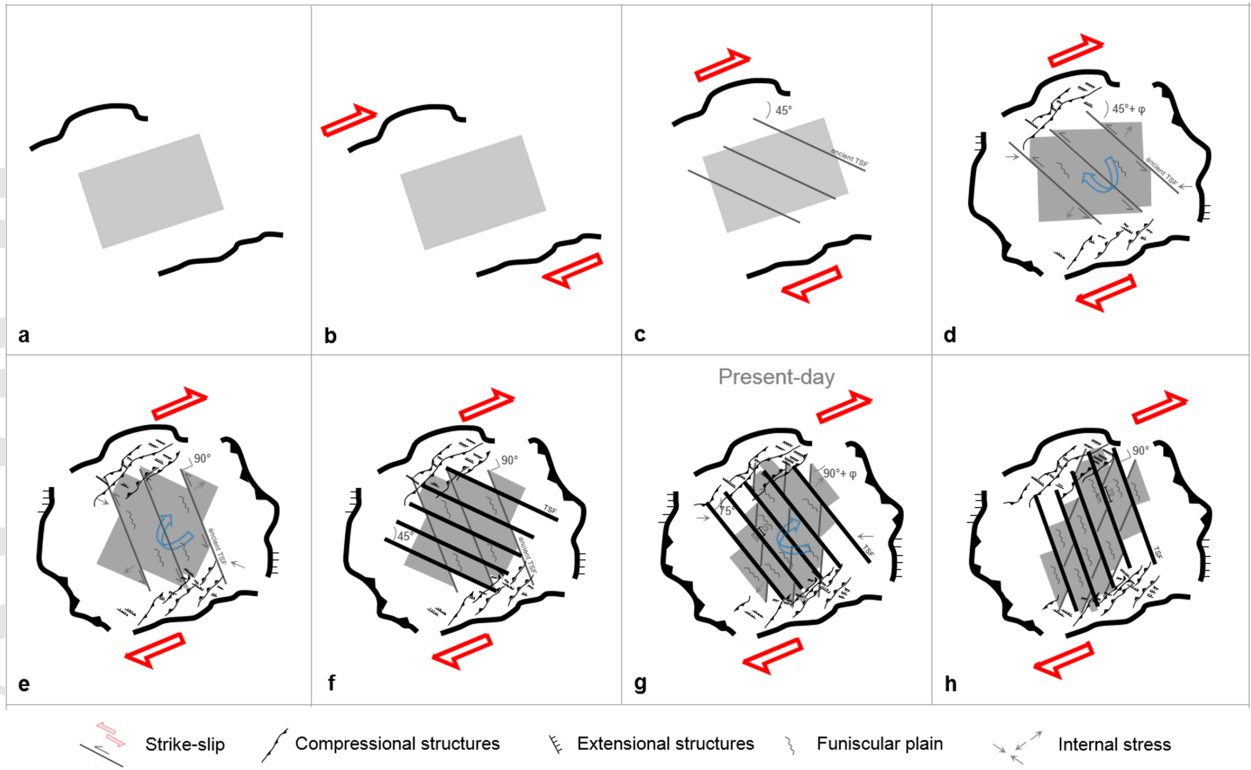 a
b
45°
ancient TSF
c
45°+ φ
ancient TSF
d
90°
ancient TSF
e
90°
TSF
45°
ancient TSF
f
Present-day
90°+ φ
75°
TSF
g
90°
TSF
h
Strike-slip
Compressional structures
Extensional structures
Funiscular plain
Internal stress